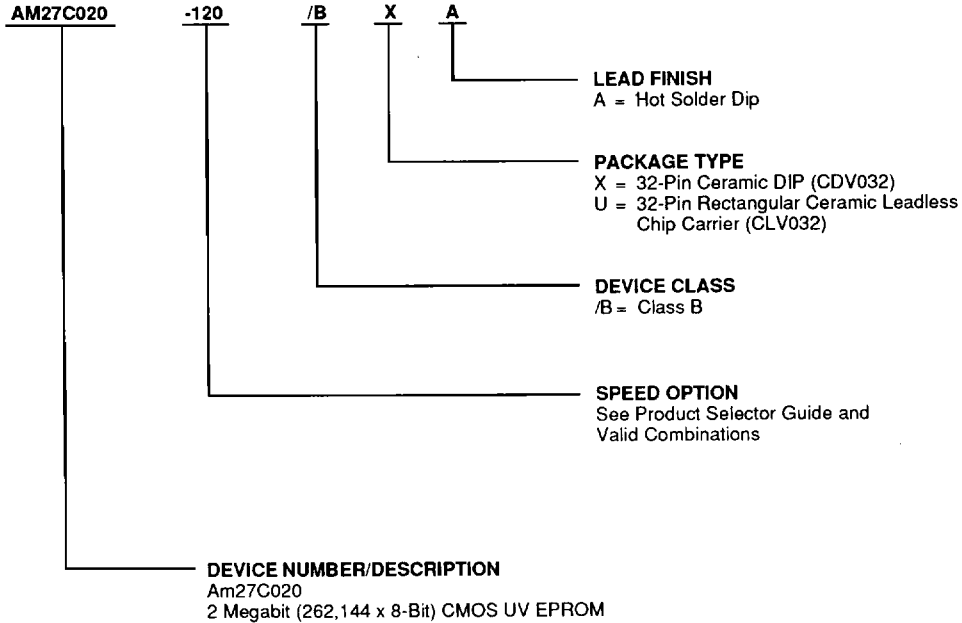 AM27C020 -120 /B X A
LEAD FINISH
A = Hot Solder Dip
PACKAGE TYPE
X = 32-Pin Ceramic DIP (CDV032)
U = 32-Pin Rectangular Ceramic Leadless
Chip Carrier (CLV032)
DEVICE CLASS
/B = Class B
SPEED OPTION
See Product Selector Guide and
Valid Combinations
DEVICE NUMBER/DESCRIPTION
Am27C020
2 Megabit (262,144 x 8-Bit) CMOS UV EPROM